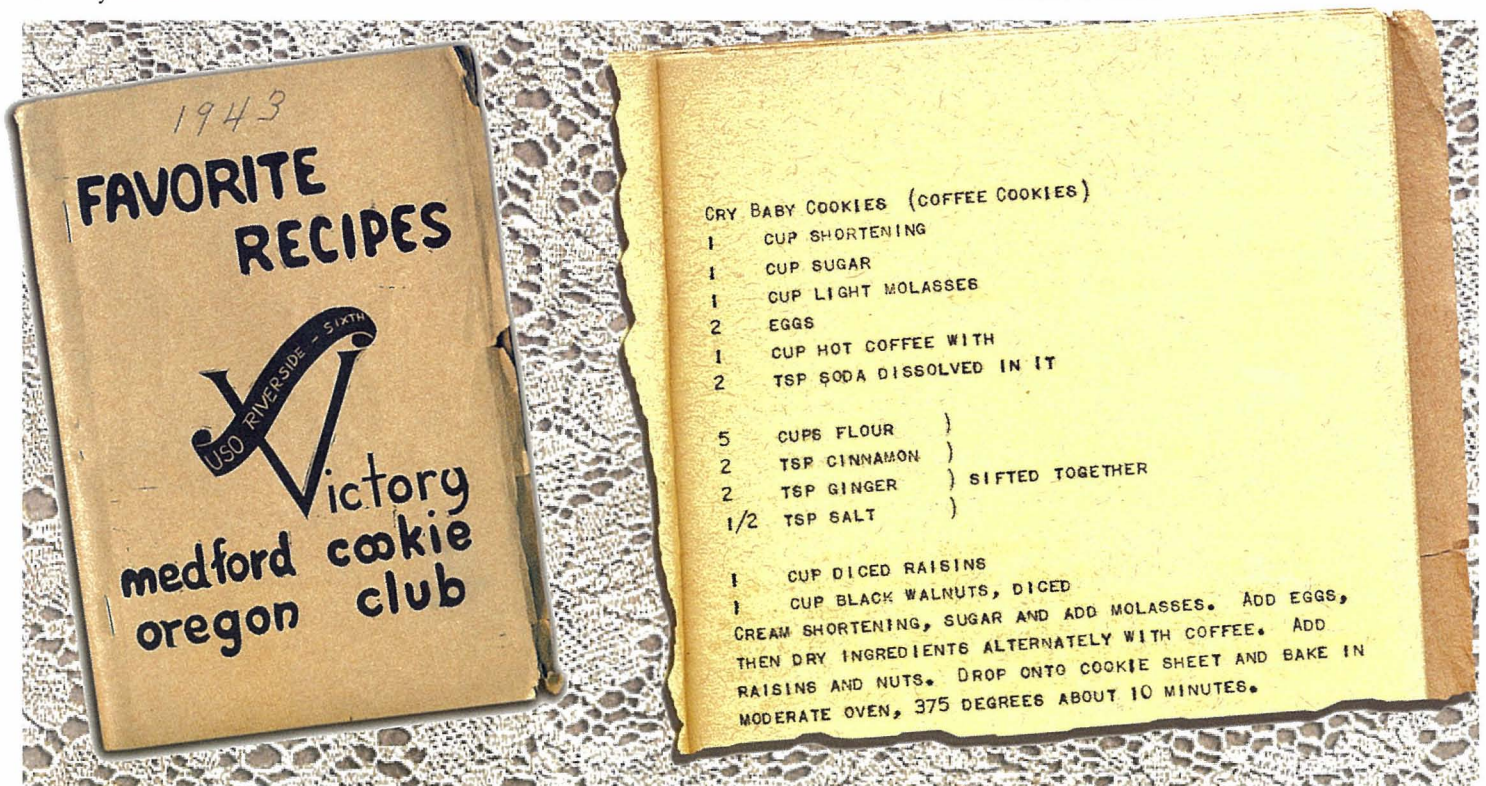 1943
FAVORITE
RECIPES
USO RIVERSIDE - SIXTH
Victory
medford cookie
oregon club
CRY BABY COOKIES (COFFEE COOKIES)
1 CUP SHORTENING
1 CUP SUGAR
1 CUP LIGHT MOLASSES
2 EGGS
1 CUP HOT COFFEE WITH
2 TSP SODA DISSOLVED IN IT
5 CUPS FLOUR )
2 TSP CINNAMON )
2 TSP GINGER ) SIFTED TOGETHER
1/2 TSP SALT )
1 CUP DICED RAISINS
1 CUP BLACK WALNUTS, DICED
CREAM SHORTENING, SUGAR AND ADD MOLASSES. ADD EGGS,
THEN DRY INGREDIENTS ALTERNATELY WITH COFFEE. ADD
RAISINS AND NUTS. DROP ONTO COOKIE SHEET AND BAKE IN
MODERATE OVEN, 375 DEGREES ABOUT 10 MINUTES.